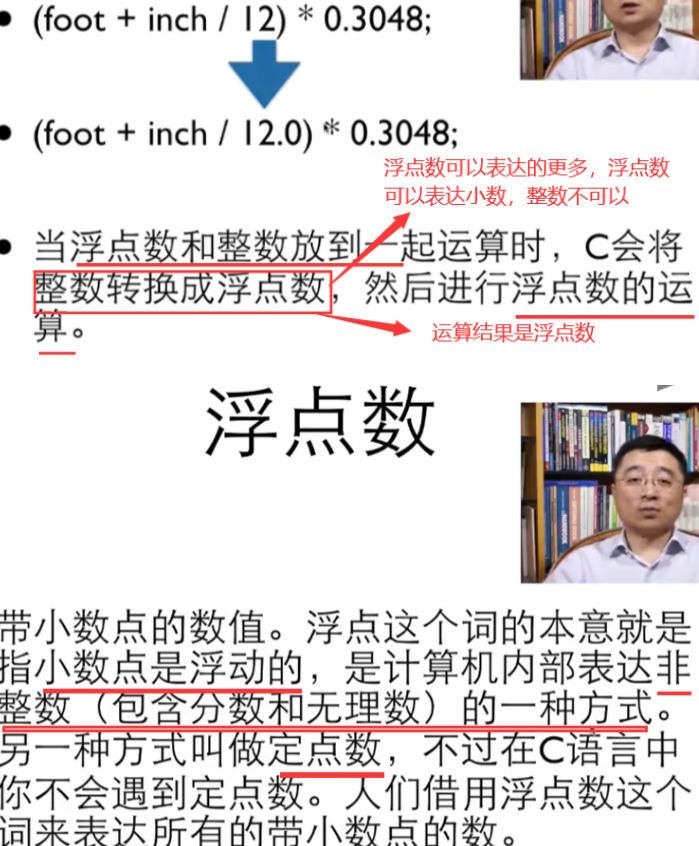 • (foot + inch / 12) * 0.3048;
• (foot + inch / 12.0) * 0.3048;
浮点数可以表达的更多，浮点数
可以表达小数，整数不可以
• 当浮点数和整数放到一起运算时，C会将
整数转换成浮点数，然后进行浮点数的运
算。
运算结果是浮点数
浮点数
带小数点的数值。浮点这个词的本意就是
指小数点是浮动的，是计算机内部表达非
整数（包含分数和无理数）的一种方式。
另一种方式叫做定点数，不过在C语言中
你不会遇到定点数。人们借用浮点数这个
词来表达所有的带小数点的数。